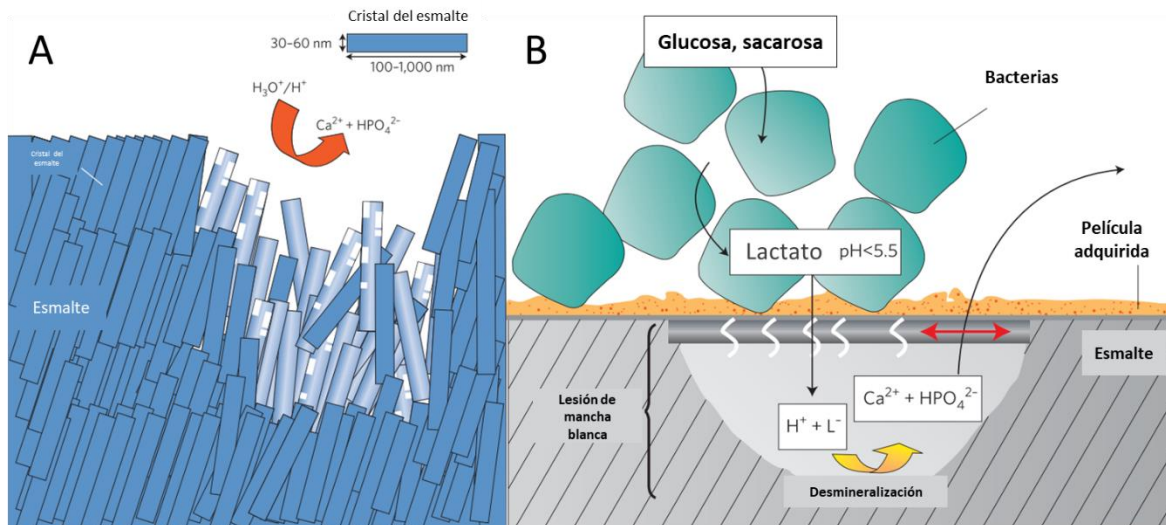 A
Cristal del esmalte
30–60 nm
100–1,000 nm
H₃O⁺/H⁺
Ca²⁺ + HPO₄²⁻
Cristal del
esmalte
Esmalte
B
Glucosa, sacarosa
Bacterias
Lactato pH<5.5
Película
adquirida
Esmalte
Lesión de
mancha
blanca
Ca²⁺ + HPO₄²⁻
H⁺ + L⁻
Desmineralización